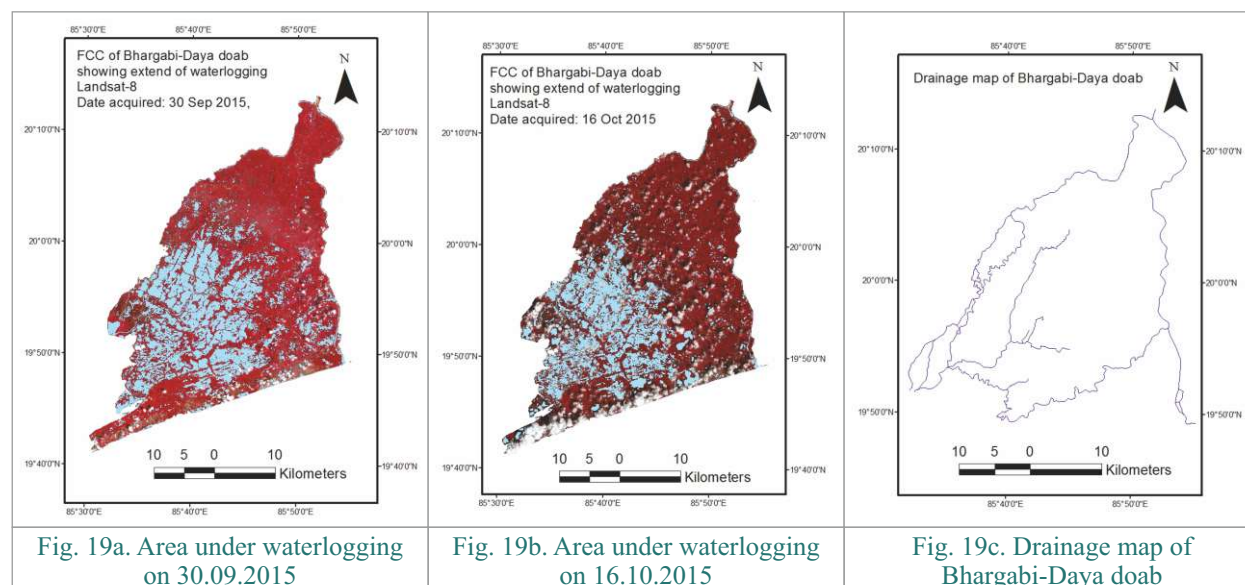 85°30'0"E 85°40'0"E 85°50'0"E
FCC of Bhargabi-Daya doab
showing extend of waterlogging
Landsat-8
Date acquired: 30 Sep 2015,
N
20°10'0"N
20°10'0"N
20°0'0"N
20°0'0"N
19°50'0"N
19°50'0"N
19°40'0"N
19°40'0"N
10 5 0 10
Kilometers
85°30'0"E 85°40'0"E 85°50'0"E
Fig. 19a. Area under waterlogging
on 30.09.2015
85°30'0"E 85°40'0"E 85°50'0"E
FCC of Bhargabi-Daya doab
showing extend of waterlogging
Landsat-8
Date acquired: 16 Oct 2015
N
20°10'0"N
20°10'0"N
20°0'0"N
20°0'0"N
19°50'0"N
19°50'0"N
19°40'0"N
19°40'0"N
10 5 0 10
Kilometers
85°30'0"E 85°40'0"E 85°50'0"E
Fig. 19b. Area under waterlogging
on 16.10.2015
85°40'0"E 85°50'0"E
Drainage map of Bhargabi-Daya doab
N
20°10'0"N
20°10'0"N
20°0'0"N
20°0'0"N
19°50'0"N
19°50'0"N
10 5 0 10
Kilometers
85°40'0"E 85°50'0"E
Fig. 19c. Drainage map of
Bhargabi-Daya doab